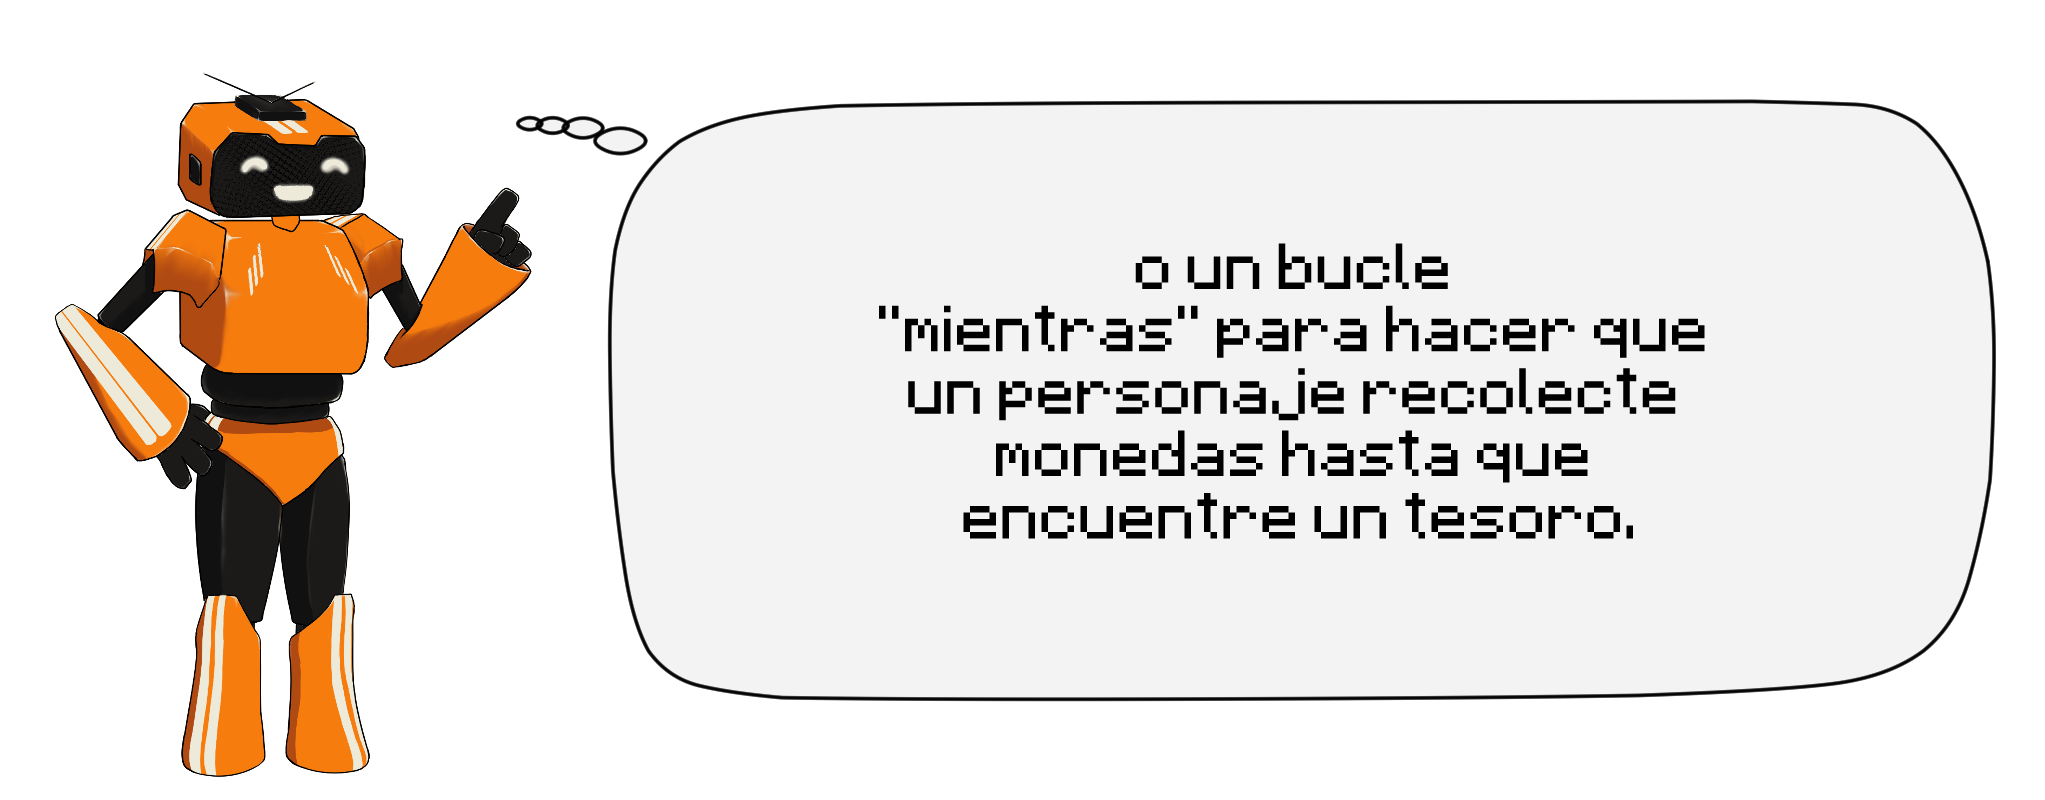 o un bucle
"mientras" para hacer que
un personaje recolecte
monedas hasta que
encuentre un tesoro.